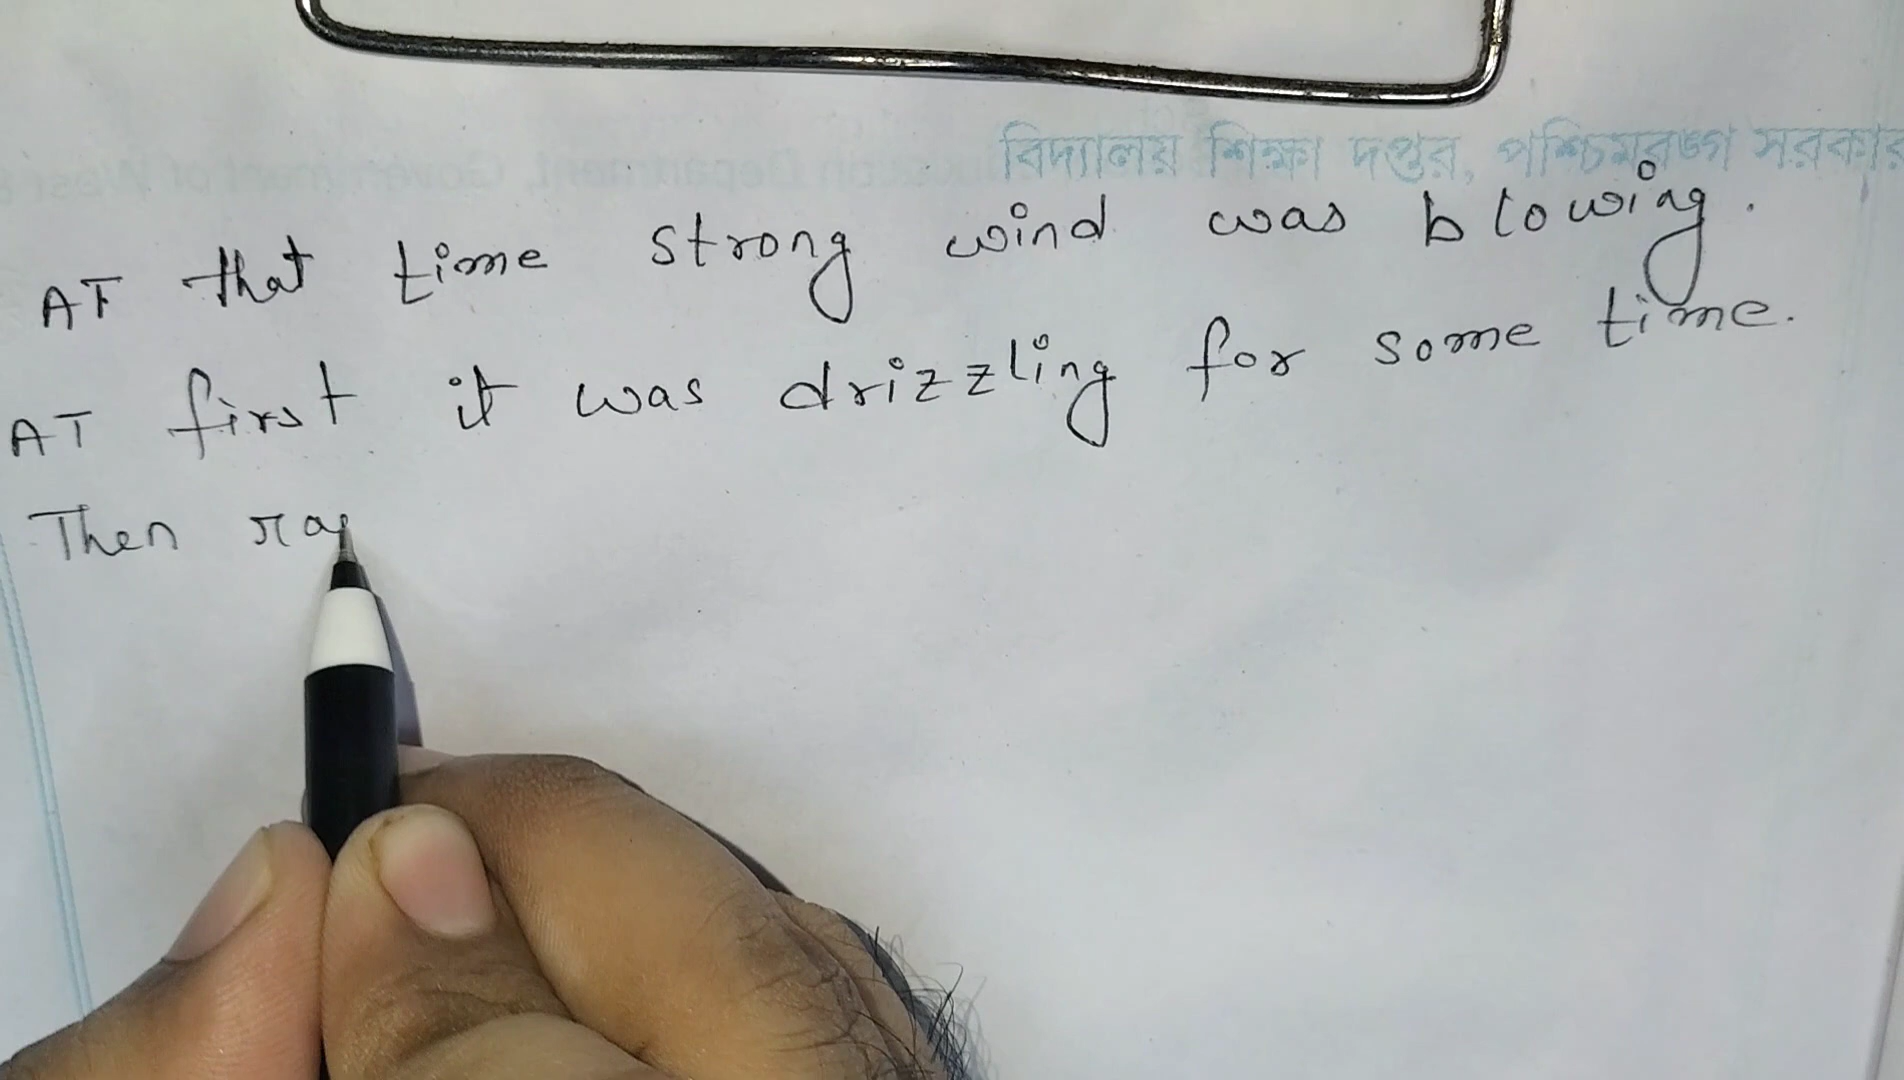 বিদ্যালয় শিক্ষা দপ্তর, পশ্চিমবঙ্গ সরকার
AT that time strong wind was blowing.
AT first it was drizzling for some time.
Then ra